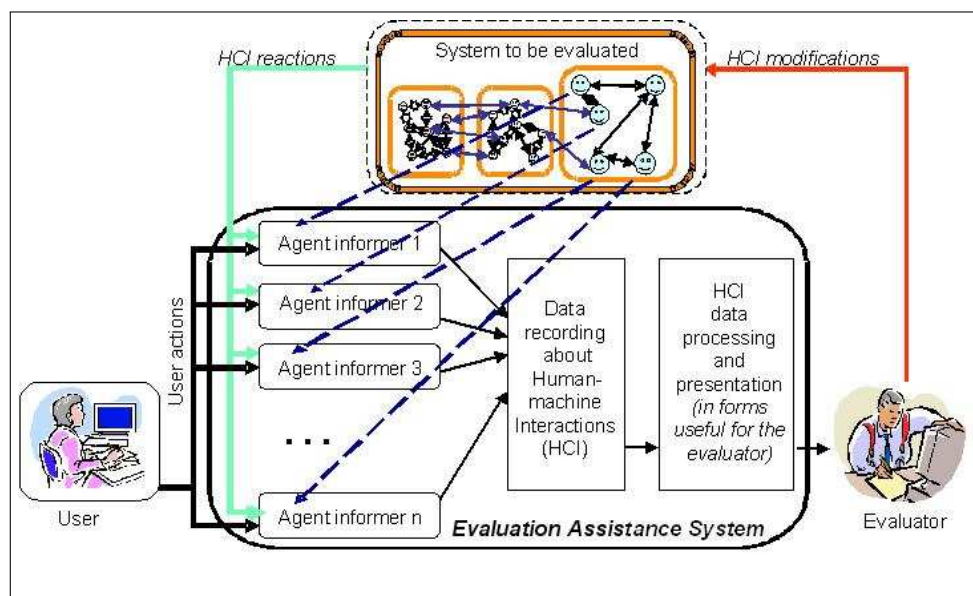 System to be evaluated
HCI reactions
HCI modifications
Agent informer 1
Agent informer 2
Agent informer 3
. . .
Agent informer n
User actions
Data
recording
about
Human-
machine
Interactions
(HCI)
HCI
data
processing
and
presentation
(in forms
useful for the
evaluator)
User
Evaluation Assistance System
Evaluator